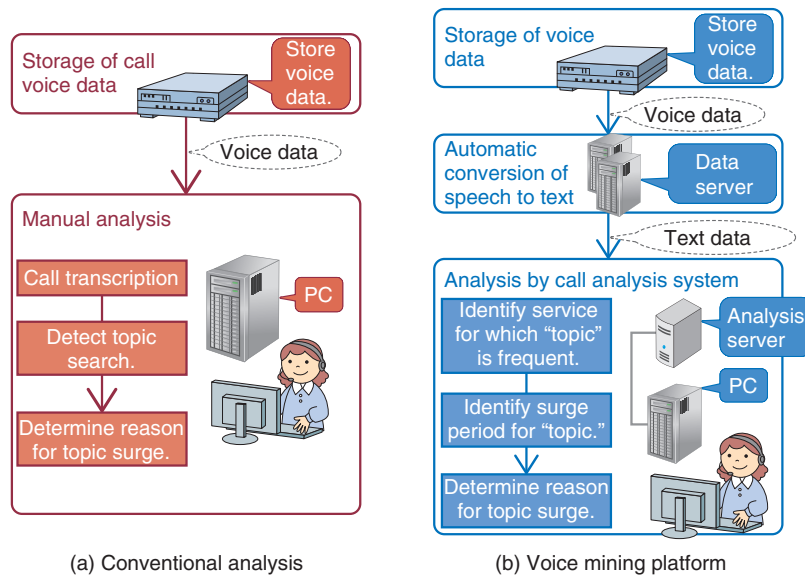 Storage of call
voice data
Store
voice
data.
Voice data
Manual analysis
Call transcription
PC
Detect topic
search.
Determine reason
for topic surge.
(a) Conventional analysis
Storage of voice
data
Store
voice
data.
Voice data
Automatic
conversion of
speech to text
Data
server
Text data
Analysis by call analysis system
Identify service
for which “topic”
is frequent.
Analysis
server
PC
Identify surge
period for “topic.”
Determine reason
for topic surge.
(b) Voice mining platform